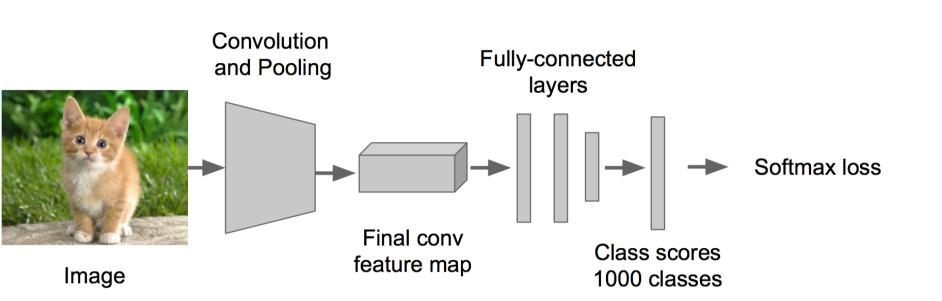 Convolution
and Pooling
Fully-connected
layers
Softmax loss
Final conv
feature map
Class scores
1000 classes
Image